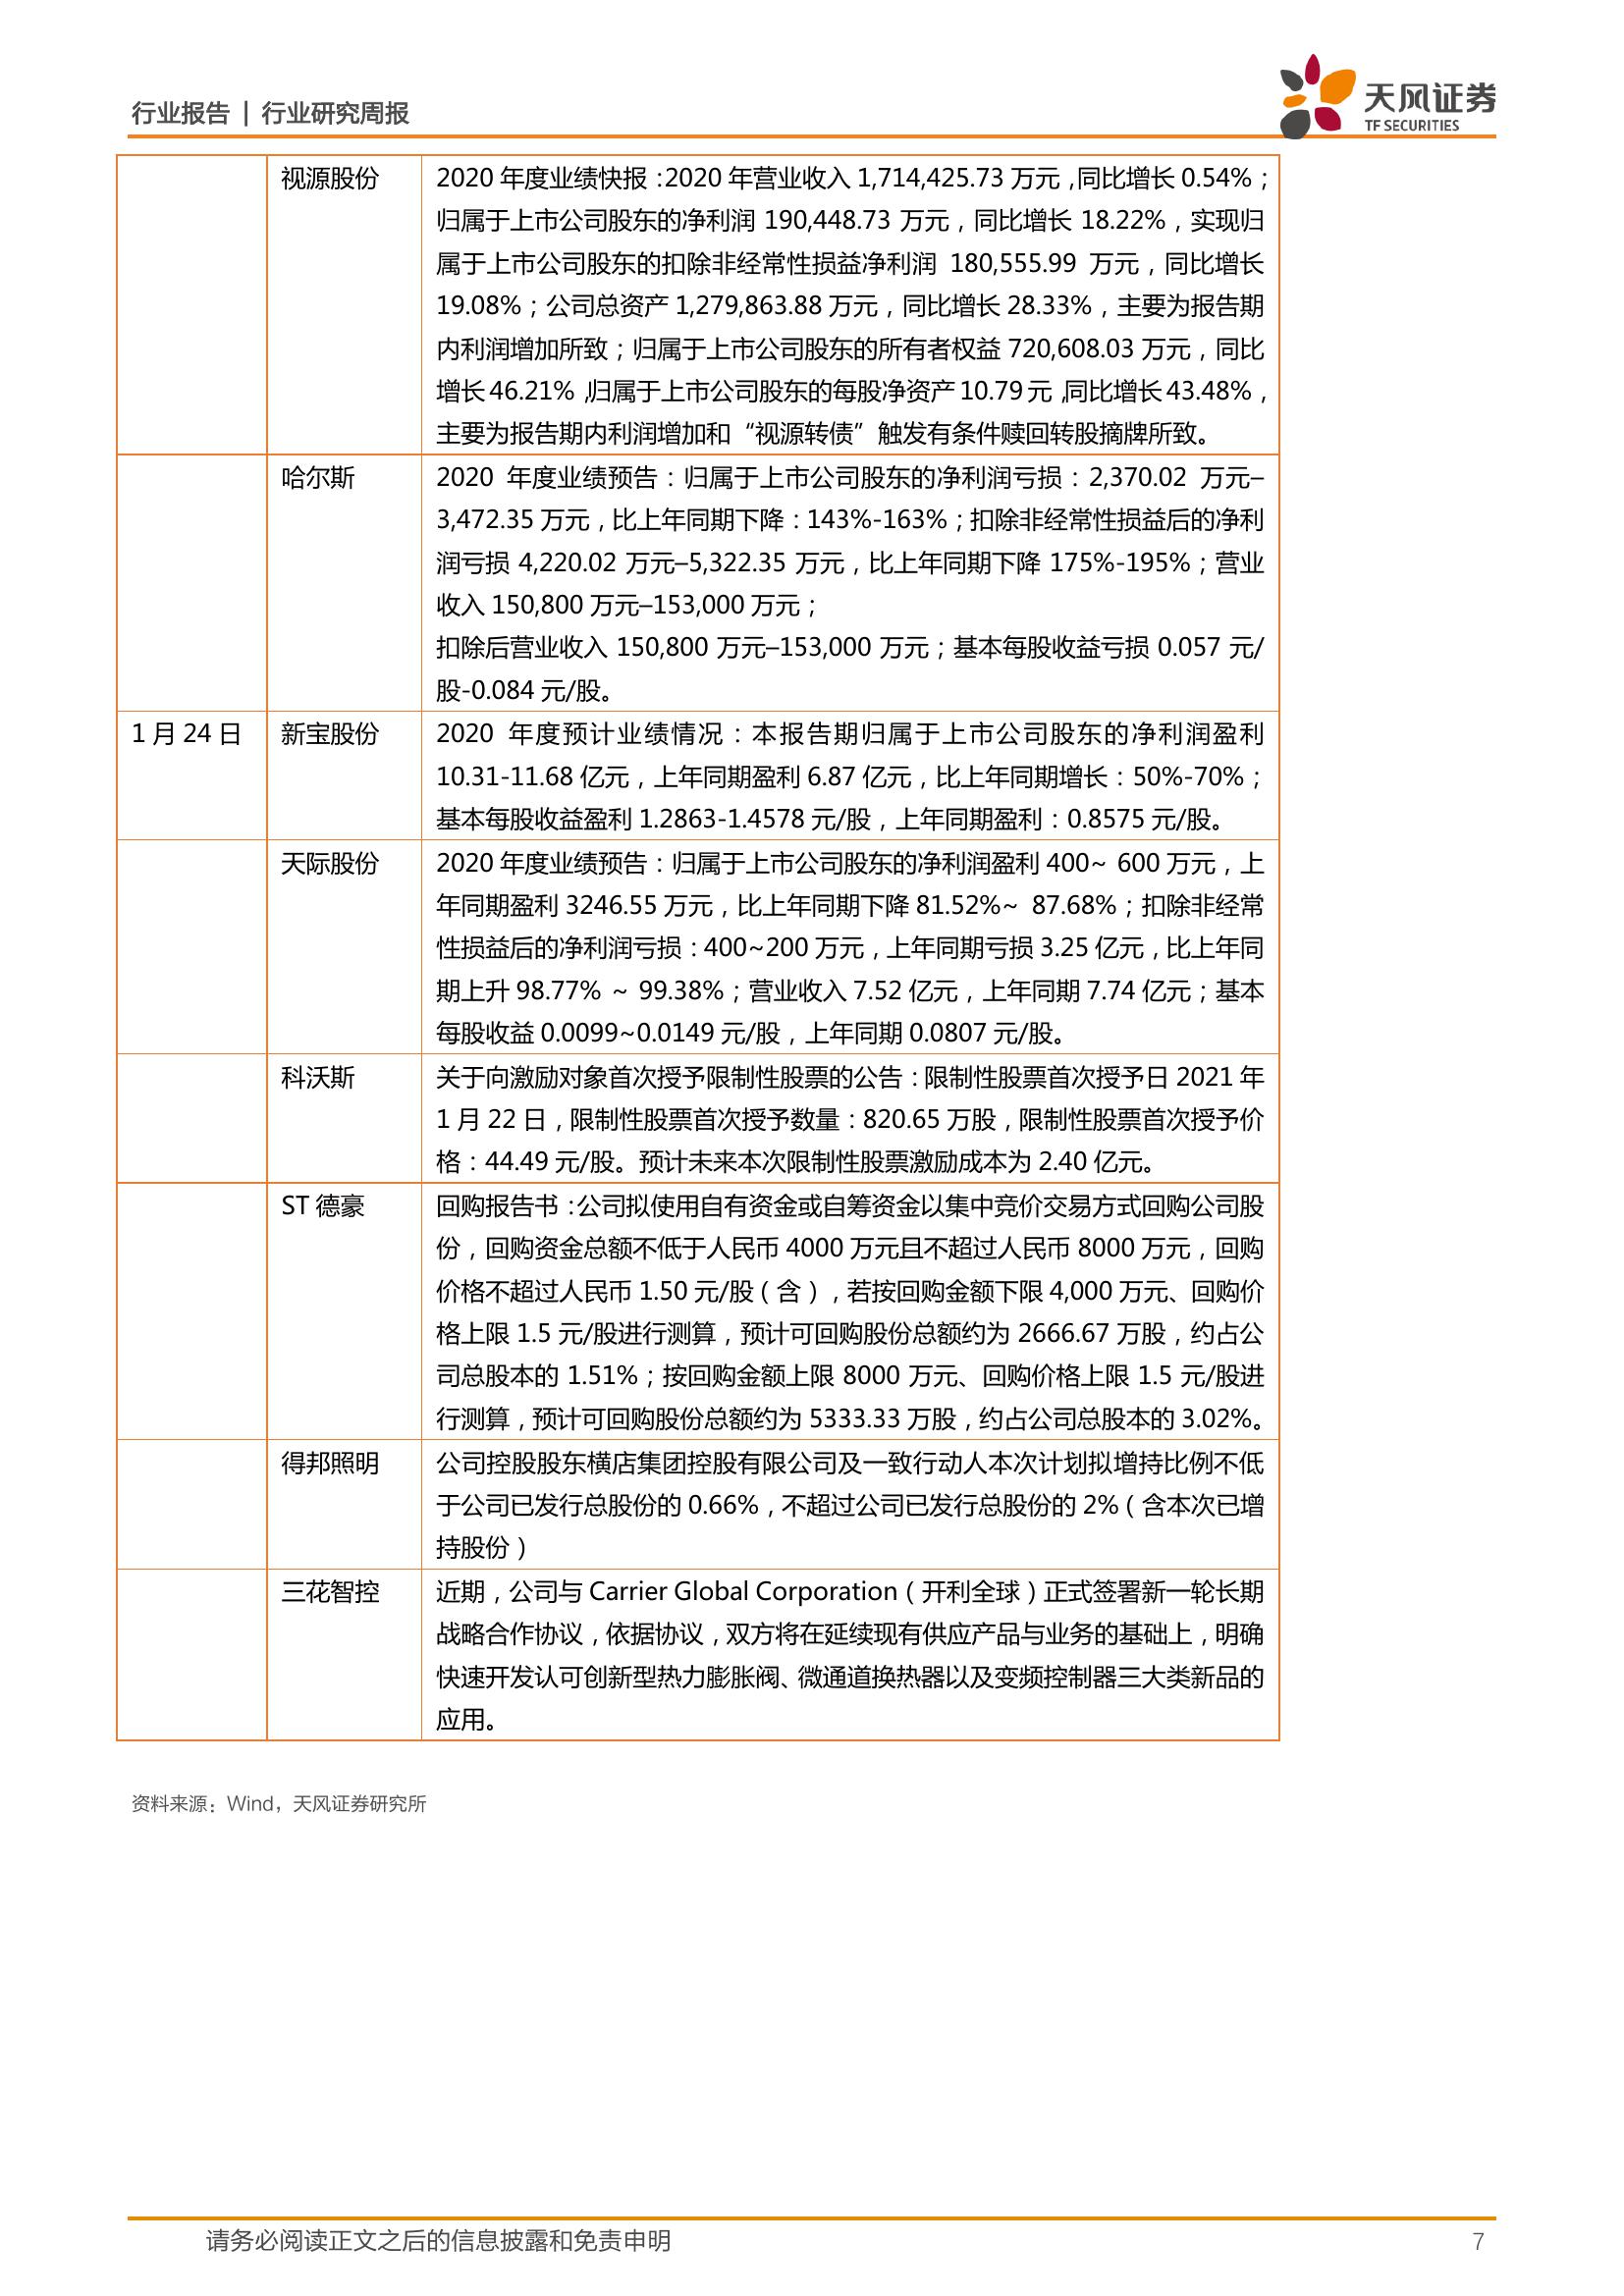 行业报告 | 行业研究周报
天风证券
TF SECURITIES
视源股份
2020 年度业绩快报：2020 年营业收入 1,714,425.73 万元，同比增长 0.54%；
归属于上市公司股东的净利润 190,448.73 万元，同比增长 18.22%，实现归
属于上市公司股东的扣除非经常性损益净利润 180,555.99 万元，同比增长
19.08%；公司总资产 1,279,863.88 万元，同比增长 28.33%，主要为报告期
内利润增加所致；归属于上市公司股东的所有者权益 720,608.03 万元，同比
增长 46.21%，归属于上市公司股东的每股净资产 10.79 元，同比增长 43.48%，
主要为报告期内利润增加和“视源转债”触发有条件赎回转股摘牌所致。
哈尔斯
2020 年度业绩预告：归属于上市公司股东的净利润亏损：2,370.02 万元–
3,472.35 万元，比上年同期下降：143%-163%；扣除非经常性损益后的净利
润亏损 4,220.02 万元–5,322.35 万元，比上年同期下降 175%-195%；营业
收入 150,800 万元–153,000 万元；
扣除后营业收入 150,800 万元–153,000 万元；基本每股收益亏损 0.057 元/
股-0.084 元/股。
1 月 24 日
新宝股份
2020 年度预计业绩情况：本报告期归属于上市公司股东的净利润盈利
10.31-11.68 亿元，上年同期盈利 6.87 亿元，比上年同期增长：50%-70%；
基本每股收益盈利 1.2863-1.4578 元/股，上年同期盈利：0.8575 元/股。
天际股份
2020 年度业绩预告：归属于上市公司股东的净利润盈利 400~ 600 万元，上
年同期盈利 3246.55 万元，比上年同期下降 81.52%~ 87.68%；扣除非经常
性损益后的净利润亏损：400~200 万元，上年同期亏损 3.25 亿元，比上年同
期上升 98.77% ~ 99.38%；营业收入 7.52 亿元，上年同期 7.74 亿元；基本
每股收益 0.0099~0.0149 元/股，上年同期 0.0807 元/股。
科沃斯
关于向激励对象首次授予限制性股票的公告：限制性股票首次授予日 2021 年
1 月 22 日，限制性股票首次授予数量：820.65 万股，限制性股票首次授予价
格：44.49 元/股。预计未来本次限制性股票激励成本为 2.40 亿元。
ST 德豪
回购报告书：公司拟使用自有资金或自筹资金以集中竞价交易方式回购公司股
份，回购资金总额不低于人民币 4000 万元且不超过人民币 8000 万元，回购
价格不超过人民币 1.50 元/股（含），若按回购金额下限 4,000 万元、回购价
格上限 1.5 元/股进行测算，预计可回购股份总额约为 2666.67 万股，约占公
司总股本的 1.51%；按回购金额上限 8000 万元、回购价格上限 1.5 元/股进
行测算，预计可回购股份总额约为 5333.33 万股，约占公司总股本的 3.02%。
得邦照明
公司控股股东横店集团控股有限公司及一致行动人本次计划拟增持比例不低
于公司已发行总股份的 0.66%，不超过公司已发行总股份的 2%（含本次已增
持股份）
三花智控
近期，公司与 Carrier Global Corporation（开利全球）正式签署新一轮长期
战略合作协议，依据协议，双方将在延续现有供应产品与业务的基础上，明确
快速开发认可创新型热力膨胀阀、微通道换热器以及变频控制器三大类新品的
应用。
资料来源：Wind，天风证券研究所
请务必阅读正文之后的信息披露和免责申明
7